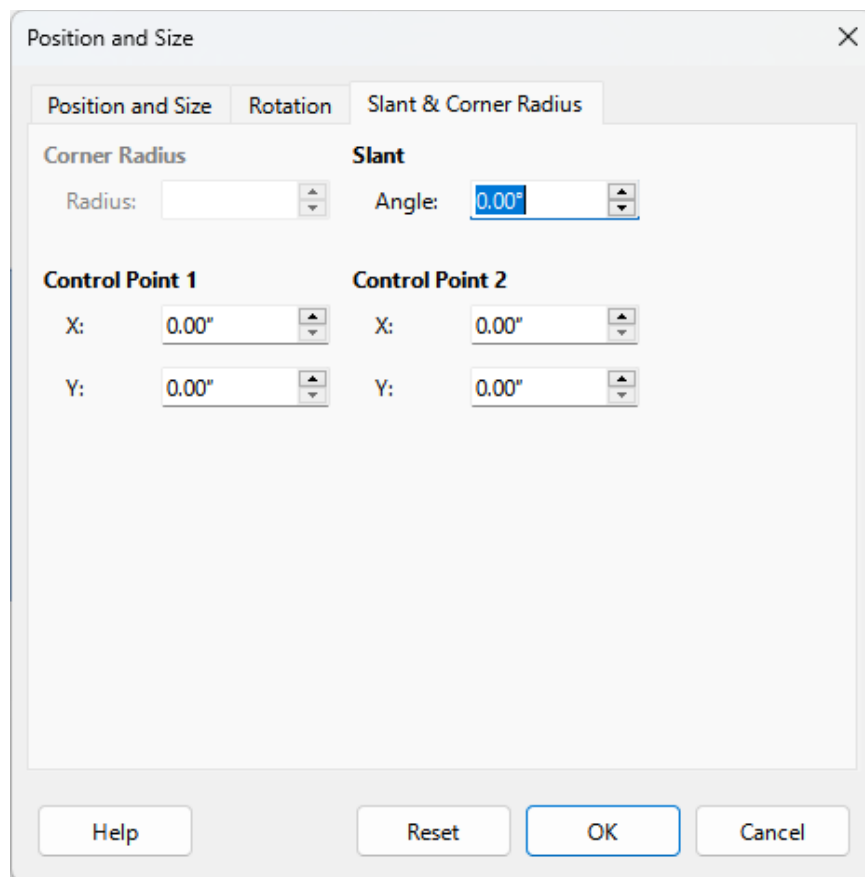 Position and Size
Position and Size Rotation Slant & Corner Radius
Corner Radius Slant
Radius: Angle: 0.00°
Control Point 1 Control Point 2
X: 0.00" X: 0.00"
Y: 0.00" Y: 0.00"
Help Reset OK Cancel